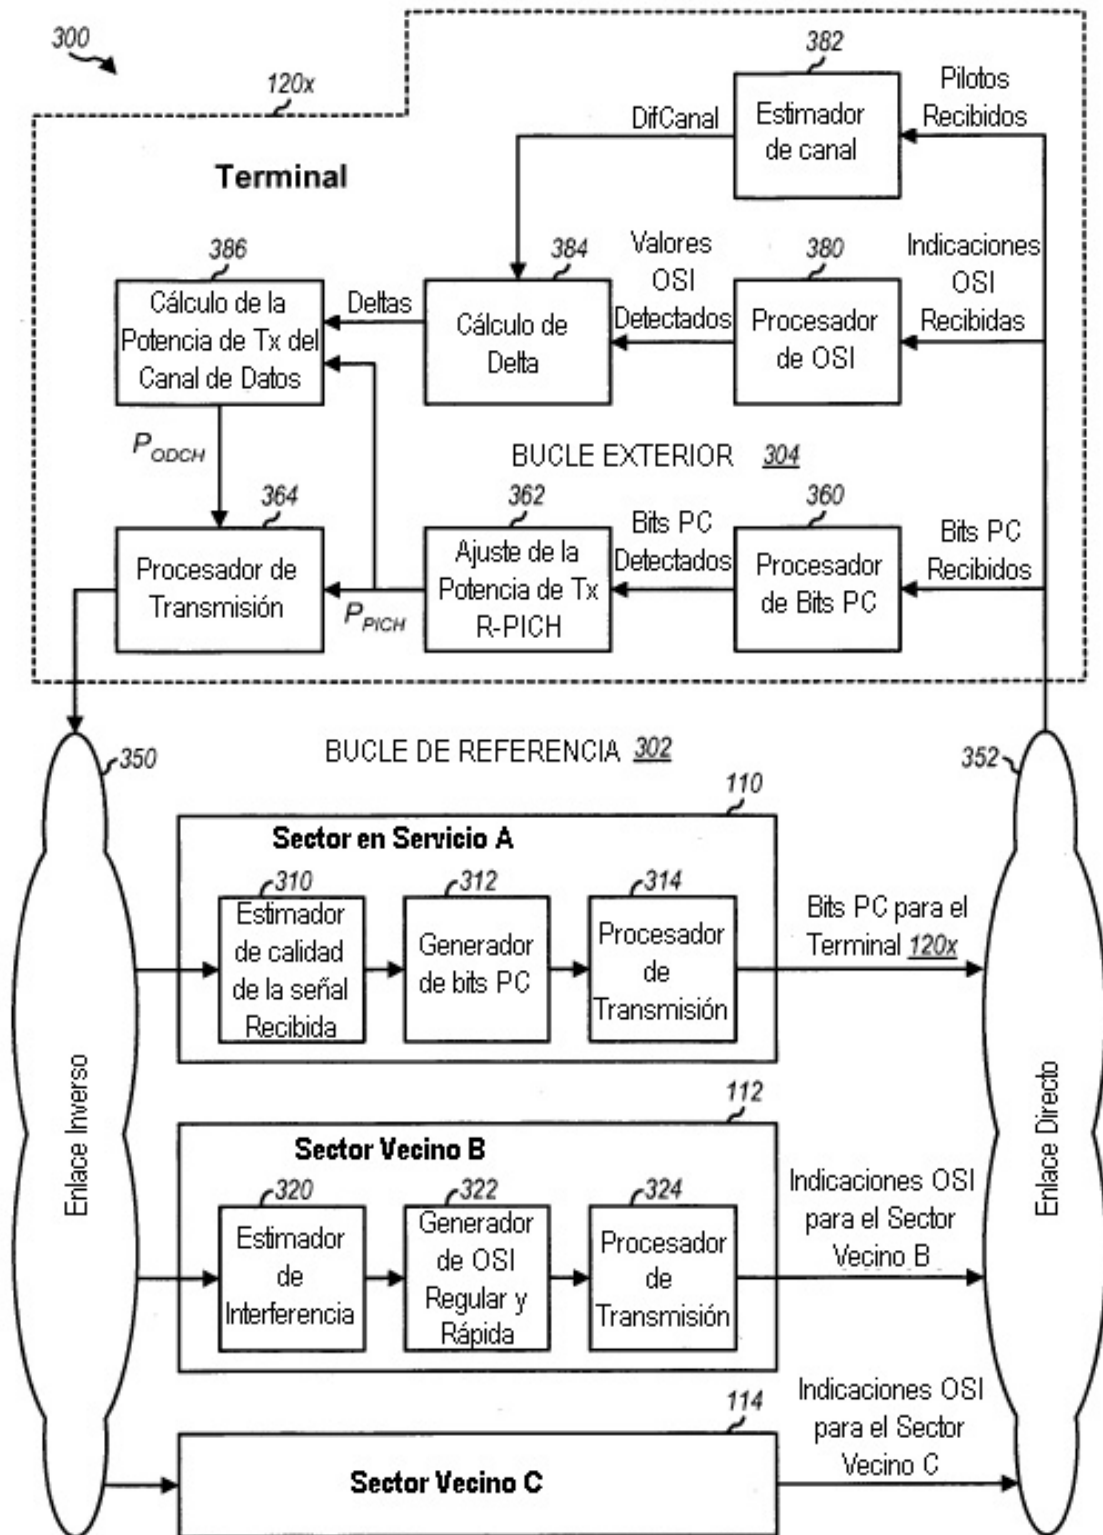 300
120x
Terminal
382
Estimador
de canal
DifCanal
Pilotos
Recibidos
386
Cálculo de la
Potencia de Tx del
Canal de Datos
Deltas
384
Cálculo de
Delta
Valores
OSI
Detectados
380
Procesador
de OSI
Indicaciones
OSI
Recibidas
P_ODCH
BUCLE EXTERIOR 304
364
Procesador de
Transmisión
P_PICH
362
Ajuste de la
Potencia de Tx
R-PICH
Bits PC
Detectados
360
Procesador
de Bits PC
Bits PC
Recibidos
350
BUCLE DE REFERENCIA 302
352
110
Sector en Servicio A
310
Estimador
de calidad
de la señal
Recibida
312
Generador
de bits PC
314
Procesador
de
Transmisión
Bits PC para el
Terminal 120x
Enlace Inverso
Enlace Directo
112
Sector Vecino B
320
Estimador
de
Interferencia
322
Generador
de OSI
Regular y
Rápida
324
Procesador
de
Transmisión
Indicaciones OSI
para el Sector
Vecino B
114
Sector Vecino C
Indicaciones OSI
para el Sector
Vecino C